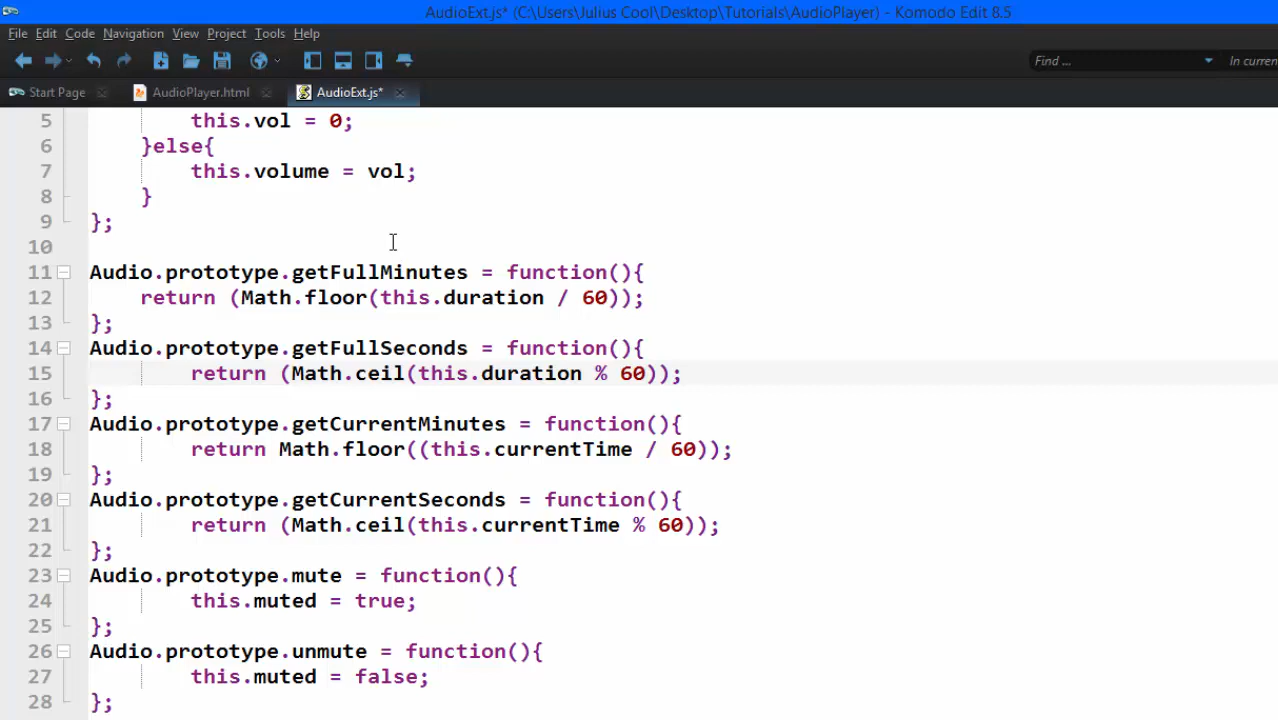 AudioExt.js* (C:\Users\Julius Cool\Desktop\Tutorials\AudioPlayer) - Komodo Edit 8.5
File Edit Code Navigation View Project Tools Help
Find ... In curren
Start Page AudioPlayer.html AudioExt.js*
5 this.vol = 0;
6 }else{
7 this.volume = vol;
8 }
9 };
10
11 Audio.prototype.getFullMinutes = function(){
12 return (Math.floor(this.duration / 60));
13 };
14 Audio.prototype.getFullSeconds = function(){
15 return (Math.ceil(this.duration % 60));
16 };
17 Audio.prototype.getCurrentMinutes = function(){
18 return Math.floor((this.currentTime / 60));
19 };
20 Audio.prototype.getCurrentSeconds = function(){
21 return (Math.ceil(this.currentTime % 60));
22 };
23 Audio.prototype.mute = function(){
24 this.muted = true;
25 };
26 Audio.prototype.unmute = function(){
27 this.muted = false;
28 };